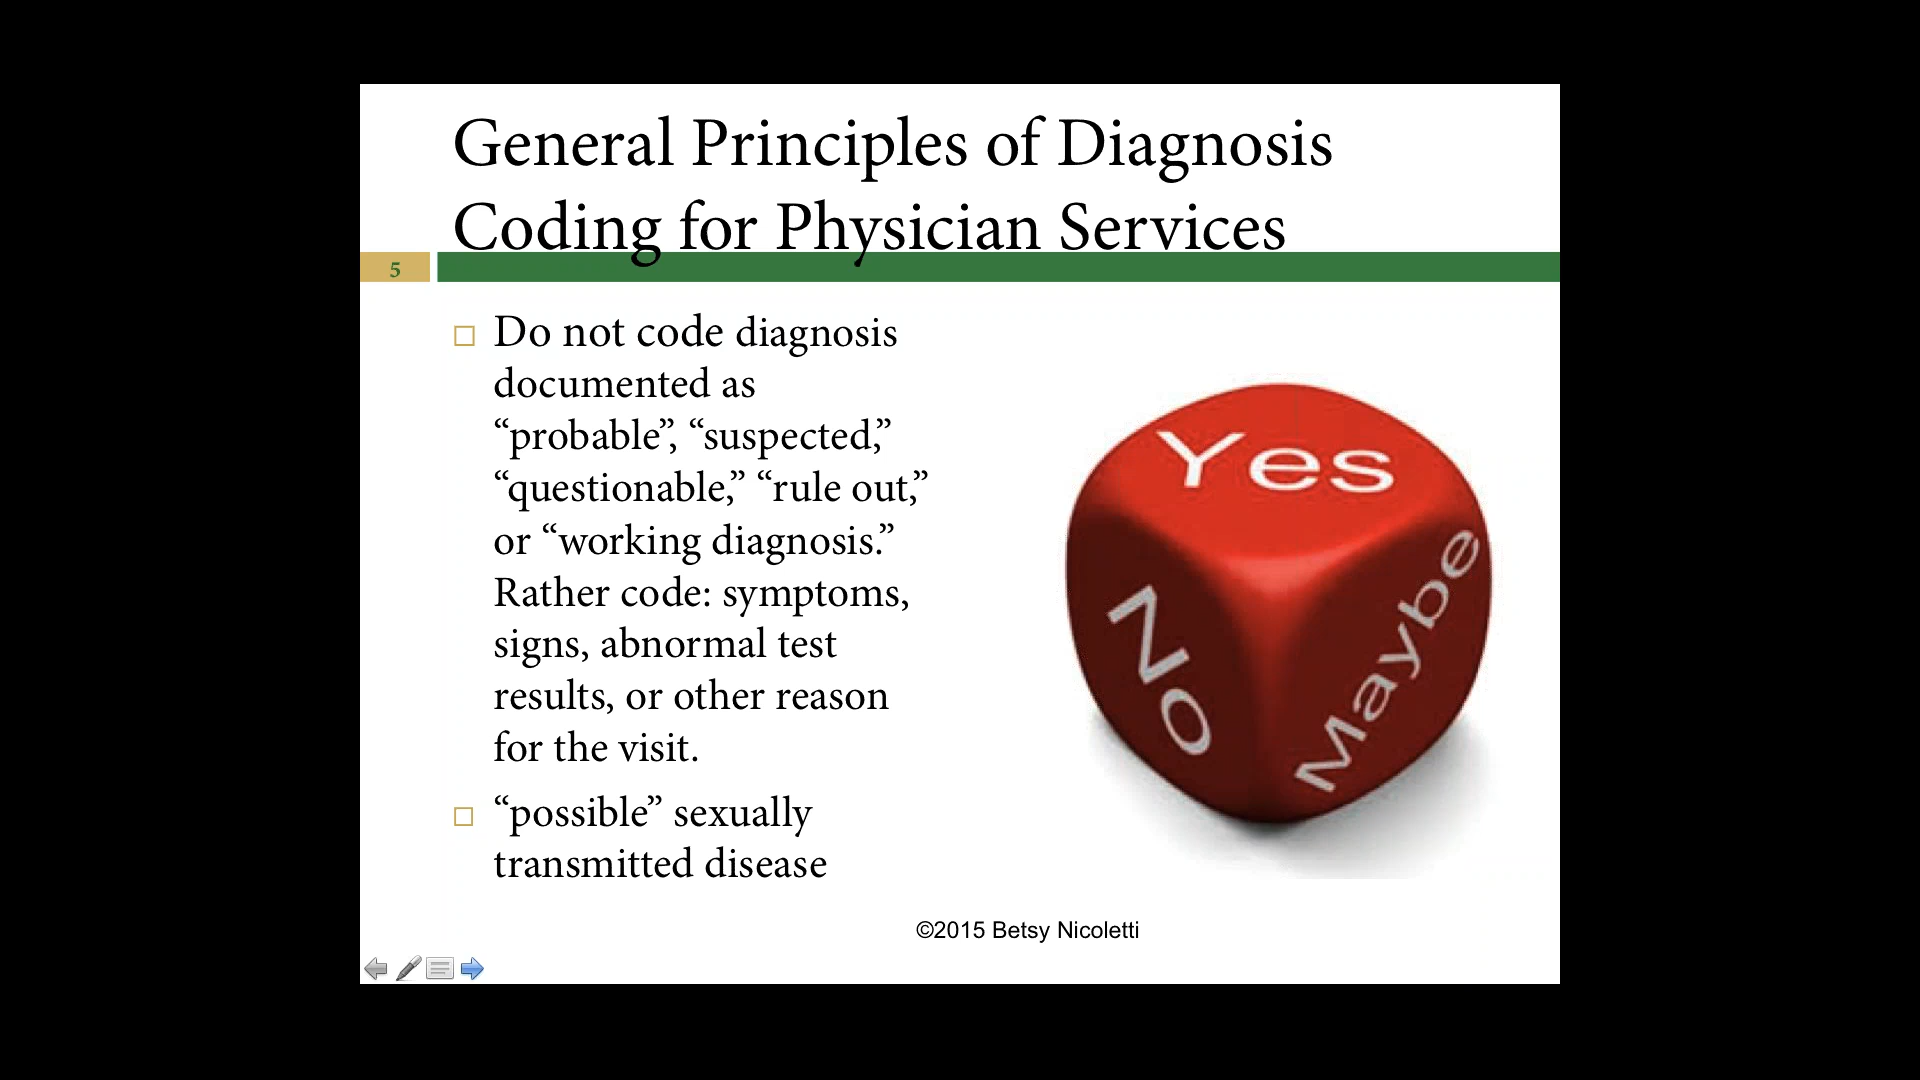 General Principles of Diagnosis
Coding for Physician Services
5
Do not code diagnosis
documented as
“probable”, “suspected,”
“questionable,” “rule out,”
or “working diagnosis.”
Rather code: symptoms,
signs, abnormal test
results, or other reason
for the visit.
“possible” sexually
transmitted disease
Yes
No
Maybe
©2015 Betsy Nicoletti